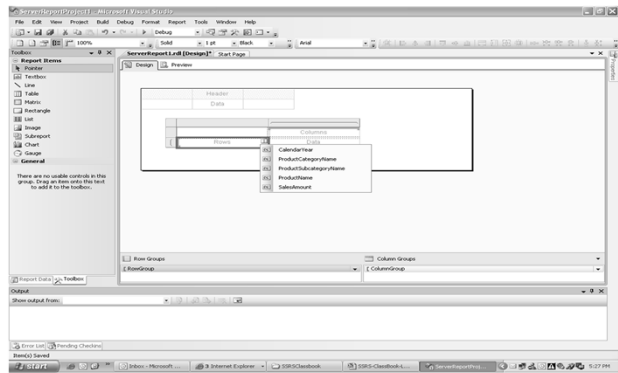 ServerReportProject1 - Microsoft Visual Studio
File Edit View Project Build Debug Format Report Tools Window Help
Debug
100% Solid 1 pt Black Arial
Toolbox
Report Items
Pointer
Textbox
Line
Table
Matrix
Rectangle
List
Image
Subreport
Chart
Gauge
General
There are no usable controls in this
group. Drag an item onto this text
to add it to the toolbox.
ServerReport1.rdl [Design]* Start Page
Design Preview
Header
Data
Columns
Rows Data
CalendarYear
ProductCategoryName
ProductSubcategoryName
ProductName
SalesAmount
Row Groups Column Groups
RowGroup ColumnGroup
Report Data Toolbox
Properties
Output
Show output from:
Error List Pending Checkins
Item(s) Saved
start Inbox - Microsoft ... 3 Internet Explorer SSRSClassbook SSRS-ClassBook-L... ServerReportProj... 5:27 PM